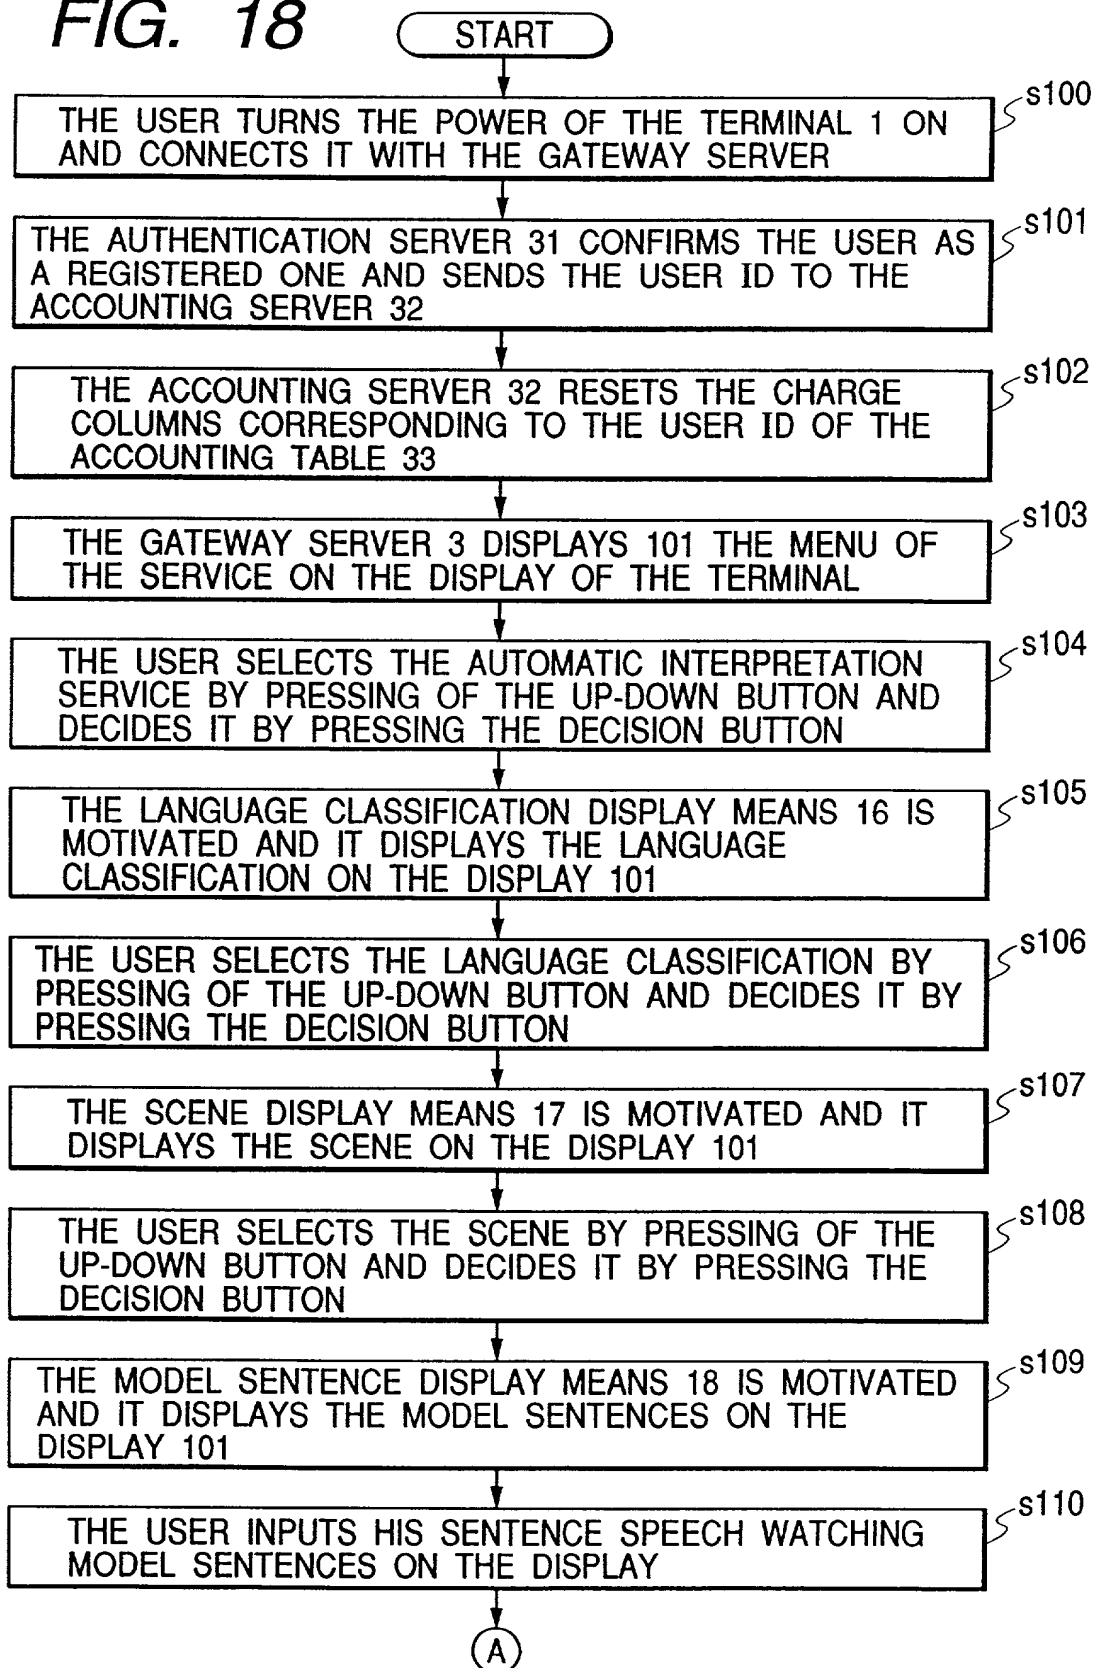 FIG. 18
START
s100
THE USER TURNS THE POWER OF THE TERMINAL 1 ON
AND CONNECTS IT WITH THE GATEWAY SERVER
s101
THE AUTHENTICATION SERVER 31 CONFIRMS THE USER AS
A REGISTERED ONE AND SENDS THE USER ID TO THE
ACCOUNTING SERVER 32
s102
THE ACCOUNTING SERVER 32 RESETS THE CHARGE
COLUMNS CORRESPONDING TO THE USER ID OF THE
ACCOUNTING TABLE 33
s103
THE GATEWAY SERVER 3 DISPLAYS 101 THE MENU OF
THE SERVICE ON THE DISPLAY OF THE TERMINAL
s104
THE USER SELECTS THE AUTOMATIC INTERPRETATION
SERVICE BY PRESSING OF THE UP-DOWN BUTTON AND
DECIDES IT BY PRESSING THE DECISION BUTTON
s105
THE LANGUAGE CLASSIFICATION DISPLAY MEANS 16 IS
MOTIVATED AND IT DISPLAYS THE LANGUAGE
CLASSIFICATION ON THE DISPLAY 101
s106
THE USER SELECTS THE LANGUAGE CLASSIFICATION BY
PRESSING OF THE UP-DOWN BUTTON AND DECIDES IT BY
PRESSING THE DECISION BUTTON
s107
THE SCENE DISPLAY MEANS 17 IS MOTIVATED AND IT
DISPLAYS THE SCENE ON THE DISPLAY 101
s108
THE USER SELECTS THE SCENE BY PRESSING OF THE
UP-DOWN BUTTON AND DECIDES IT BY PRESSING THE
DECISION BUTTON
s109
THE MODEL SENTENCE DISPLAY MEANS 18 IS MOTIVATED
AND IT DISPLAYS THE MODEL SENTENCES ON THE
DISPLAY 101
s110
THE USER INPUTS HIS SENTENCE SPEECH WATCHING
MODEL SENTENCES ON THE DISPLAY
A